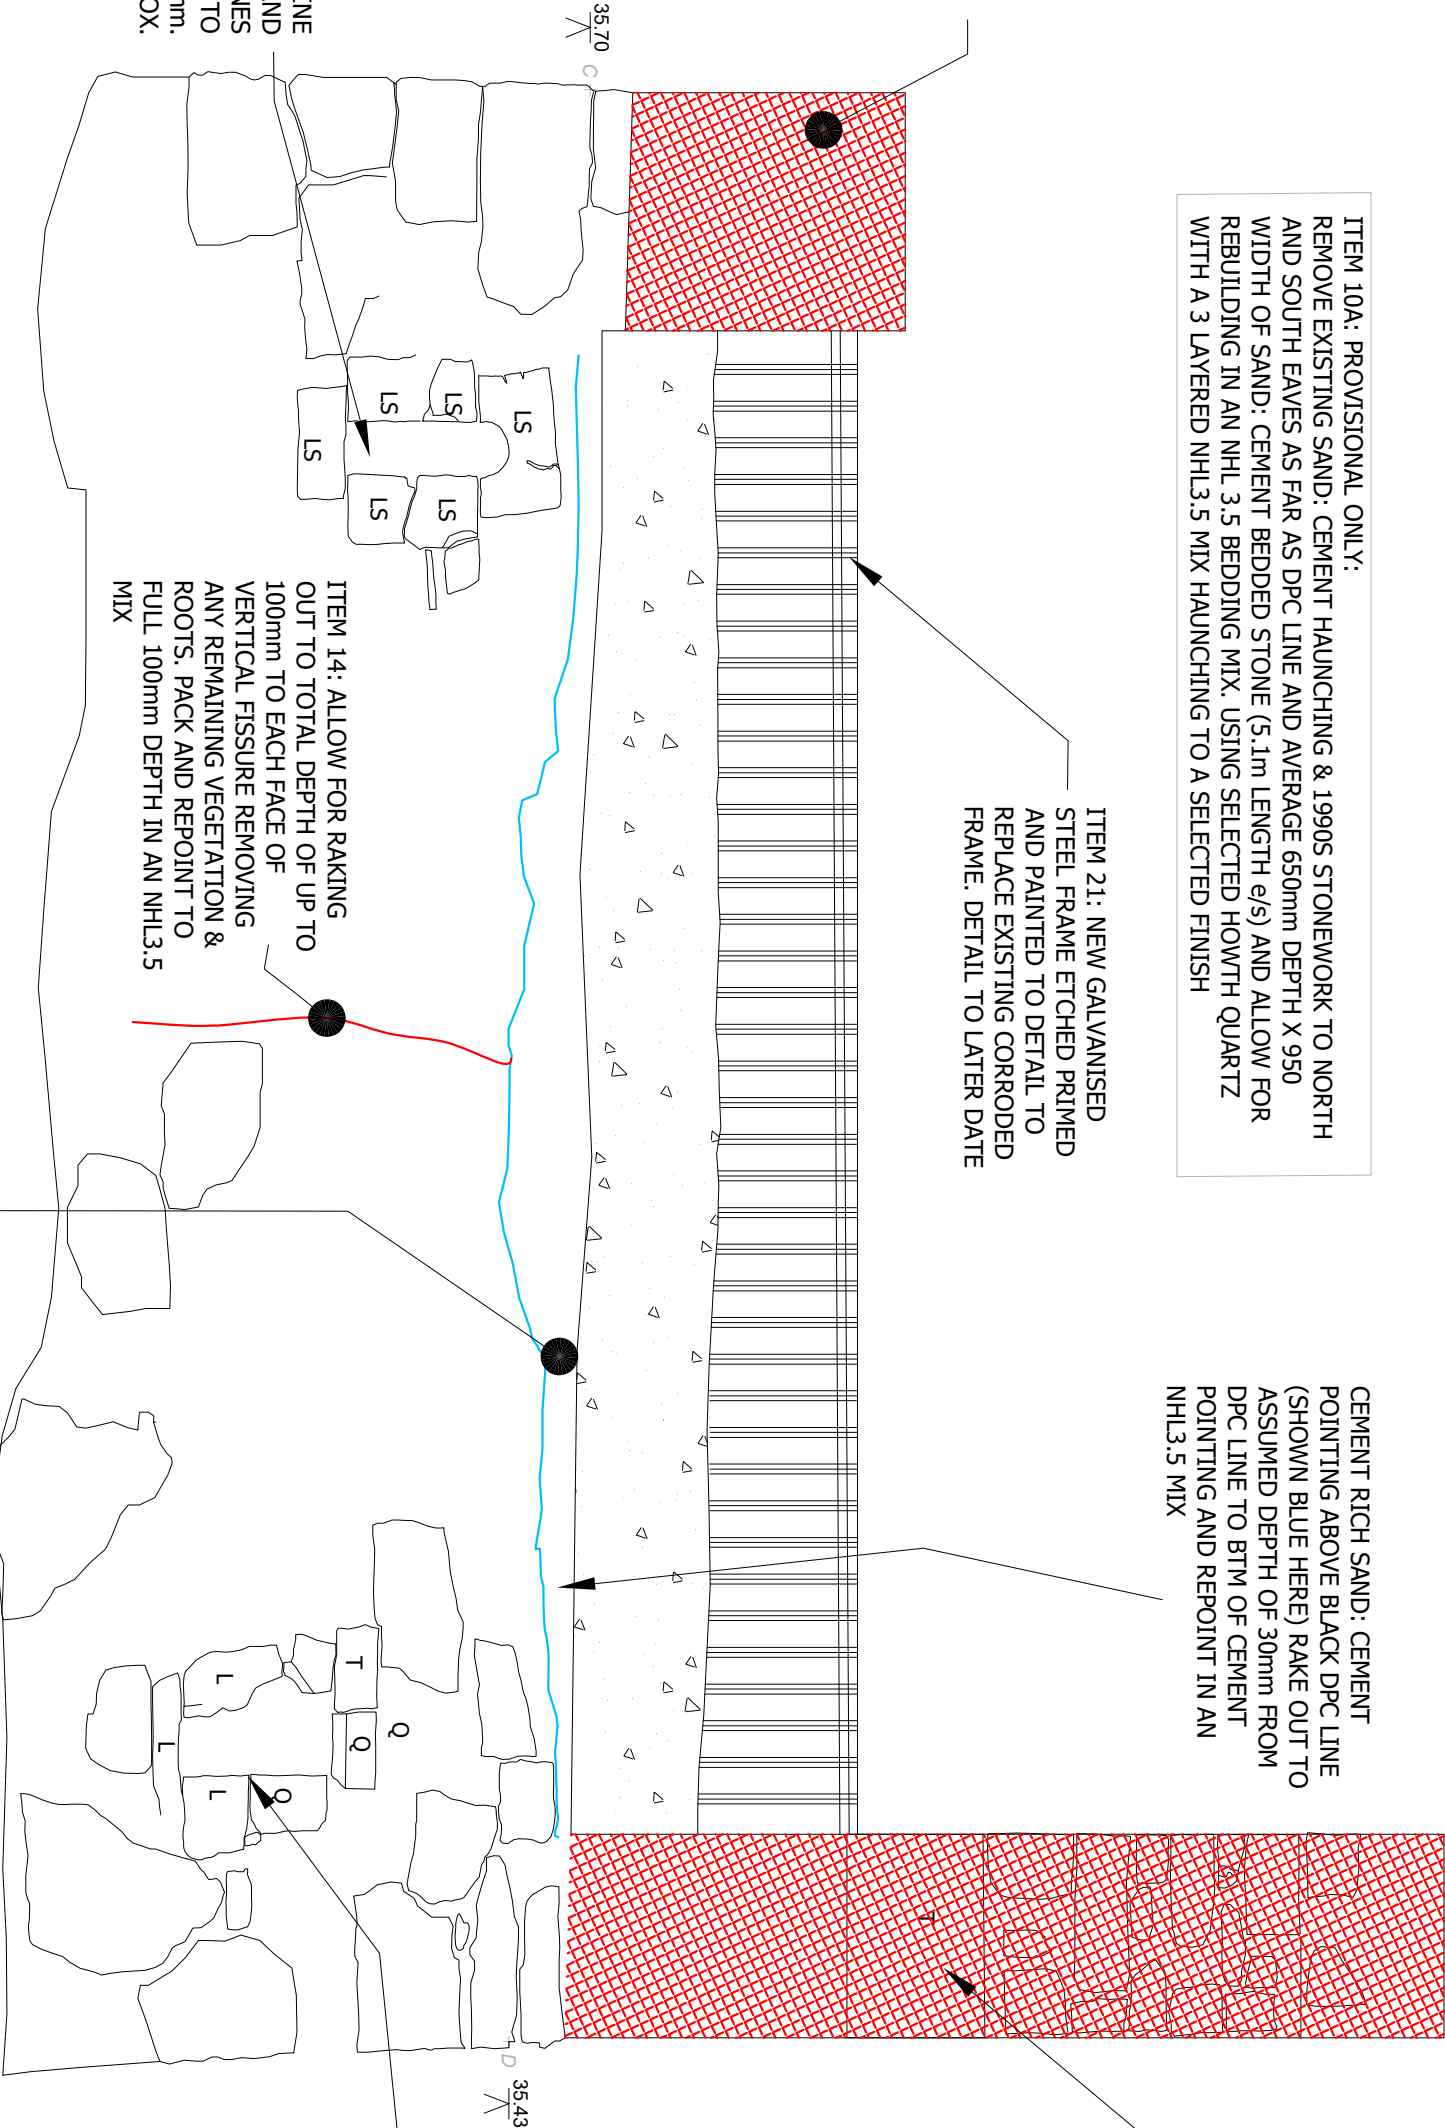 ITEM 10A: PROVISIONAL ONLY:
REMOVE EXISTING SAND: CEMENT HAUNCHING & 1990S STONEWORK TO NORTH
AND SOUTH EAVES AS FAR AS DPC LINE AND AVERAGE 650mm DEPTH X 950
WIDTH OF SAND: CEMENT BEDDED STONE (5.1m LENGTH e/s) AND ALLOW FOR
REBUILDING IN AN NHL 3.5 BEDDING MIX. USING SELECTED HOWTH QUARTZ
WITH A 3 LAYERED NHL3.5 MIX HAUNCHING TO A SELECTED FINISH
CEMENT RICH SAND: CEMENT
POINTING ABOVE BLACK DPC LINE
(SHOWN BLUE HERE) RAKE OUT TO
ASSUMED DEPTH OF 30mm FROM
DPC LINE TO BTM OF CEMENT
POINTING AND REPOINT IN AN
NHL3.5 MIX
ITEM 21: NEW GALVANISED
STEEL FRAME ETCHED PRIMED
AND PAINTED TO DETAIL TO
REPLACE EXISTING CORRODED
FRAME. DETAIL TO LATER DATE
T
35.70
C
D
35.43
LS
LS
LS
LS
LS
LS
Q
T
Q
Q
L
L
L
ITEM 14: ALLOW FOR RAKING
OUT TO TOTAL DEPTH OF UP TO
100mm TO EACH FACE OF
VERTICAL FISSURE REMOVING
ANY REMAINING VEGETATION &
ROOTS. PACK AND REPOINT TO
FULL 100mm DEPTH IN AN NHL3.5
MIX
ENE
AND
NES
TO
mm.
OX.